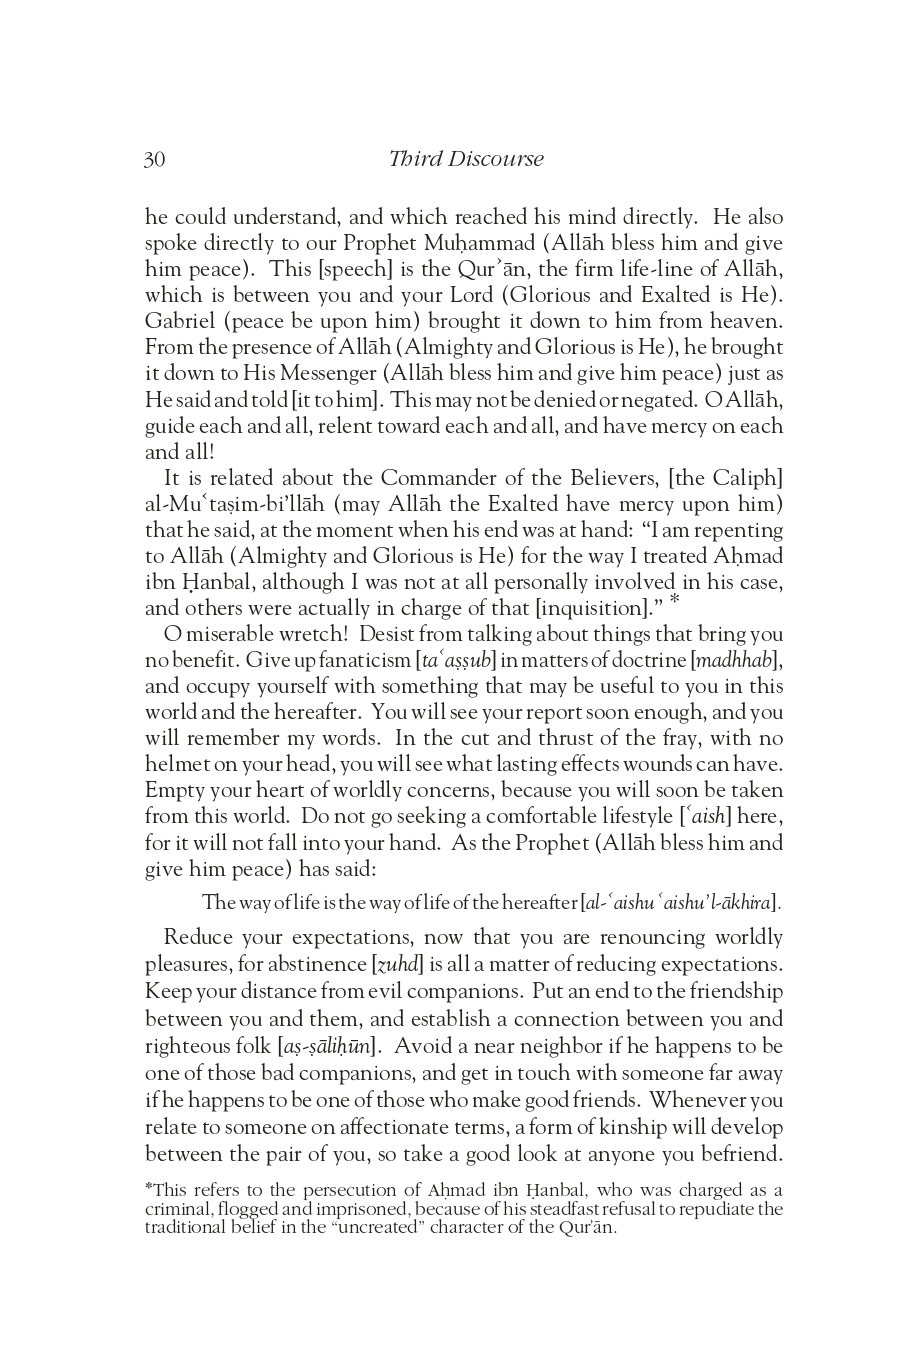 30 Third Discourse
he could understand, and which reached his mind directly. He also
spoke directly to our Prophet Muḥammad (Allāh bless him and give
him peace). This [speech] is the Qurʾān, the firm life-line of Allāh,
which is between you and your Lord (Glorious and Exalted is He).
Gabriel (peace be upon him) brought it down to him from heaven.
From the presence of Allāh (Almighty and Glorious is He), he brought
it down to His Messenger (Allāh bless him and give him peace) just as
He said and told [it to him]. This may not be denied or negated. O Allāh,
guide each and all, relent toward each and all, and have mercy on each
and all!
It is related about the Commander of the Believers, [the Caliph]
al-Muʿtaṣim-bi’llāh (may Allāh the Exalted have mercy upon him)
that he said, at the moment when his end was at hand: “I am repenting
to Allāh (Almighty and Glorious is He) for the way I treated Aḥmad
ibn Ḥanbal, although I was not at all personally involved in his case,
and others were actually in charge of that [inquisition].” *
O miserable wretch! Desist from talking about things that bring you
no benefit. Give up fanaticism [taʿaṣṣub] in matters of doctrine [madhhab],
and occupy yourself with something that may be useful to you in this
world and the hereafter. You will see your report soon enough, and you
will remember my words. In the cut and thrust of the fray, with no
helmet on your head, you will see what lasting effects wounds can have.
Empty your heart of worldly concerns, because you will soon be taken
from this world. Do not go seeking a comfortable lifestyle [ʿaish] here,
for it will not fall into your hand. As the Prophet (Allāh bless him and
give him peace) has said:
The way of life is the way of life of the hereafter [al-ʿaishu ʿaishu’l-ākhira].
Reduce your expectations, now that you are renouncing worldly
pleasures, for abstinence [zuhd] is all a matter of reducing expectations.
Keep your distance from evil companions. Put an end to the friendship
between you and them, and establish a connection between you and
righteous folk [aṣ-ṣāliḥūn]. Avoid a near neighbor if he happens to be
one of those bad companions, and get in touch with someone far away
if he happens to be one of those who make good friends. Whenever you
relate to someone on affectionate terms, a form of kinship will develop
between the pair of you, so take a good look at anyone you befriend.
*This refers to the persecution of Aḥmad ibn Ḥanbal, who was charged as a
criminal, flogged and imprisoned, because of his steadfast refusal to repudiate the
traditional belief in the “uncreated” character of the Qur’ān.